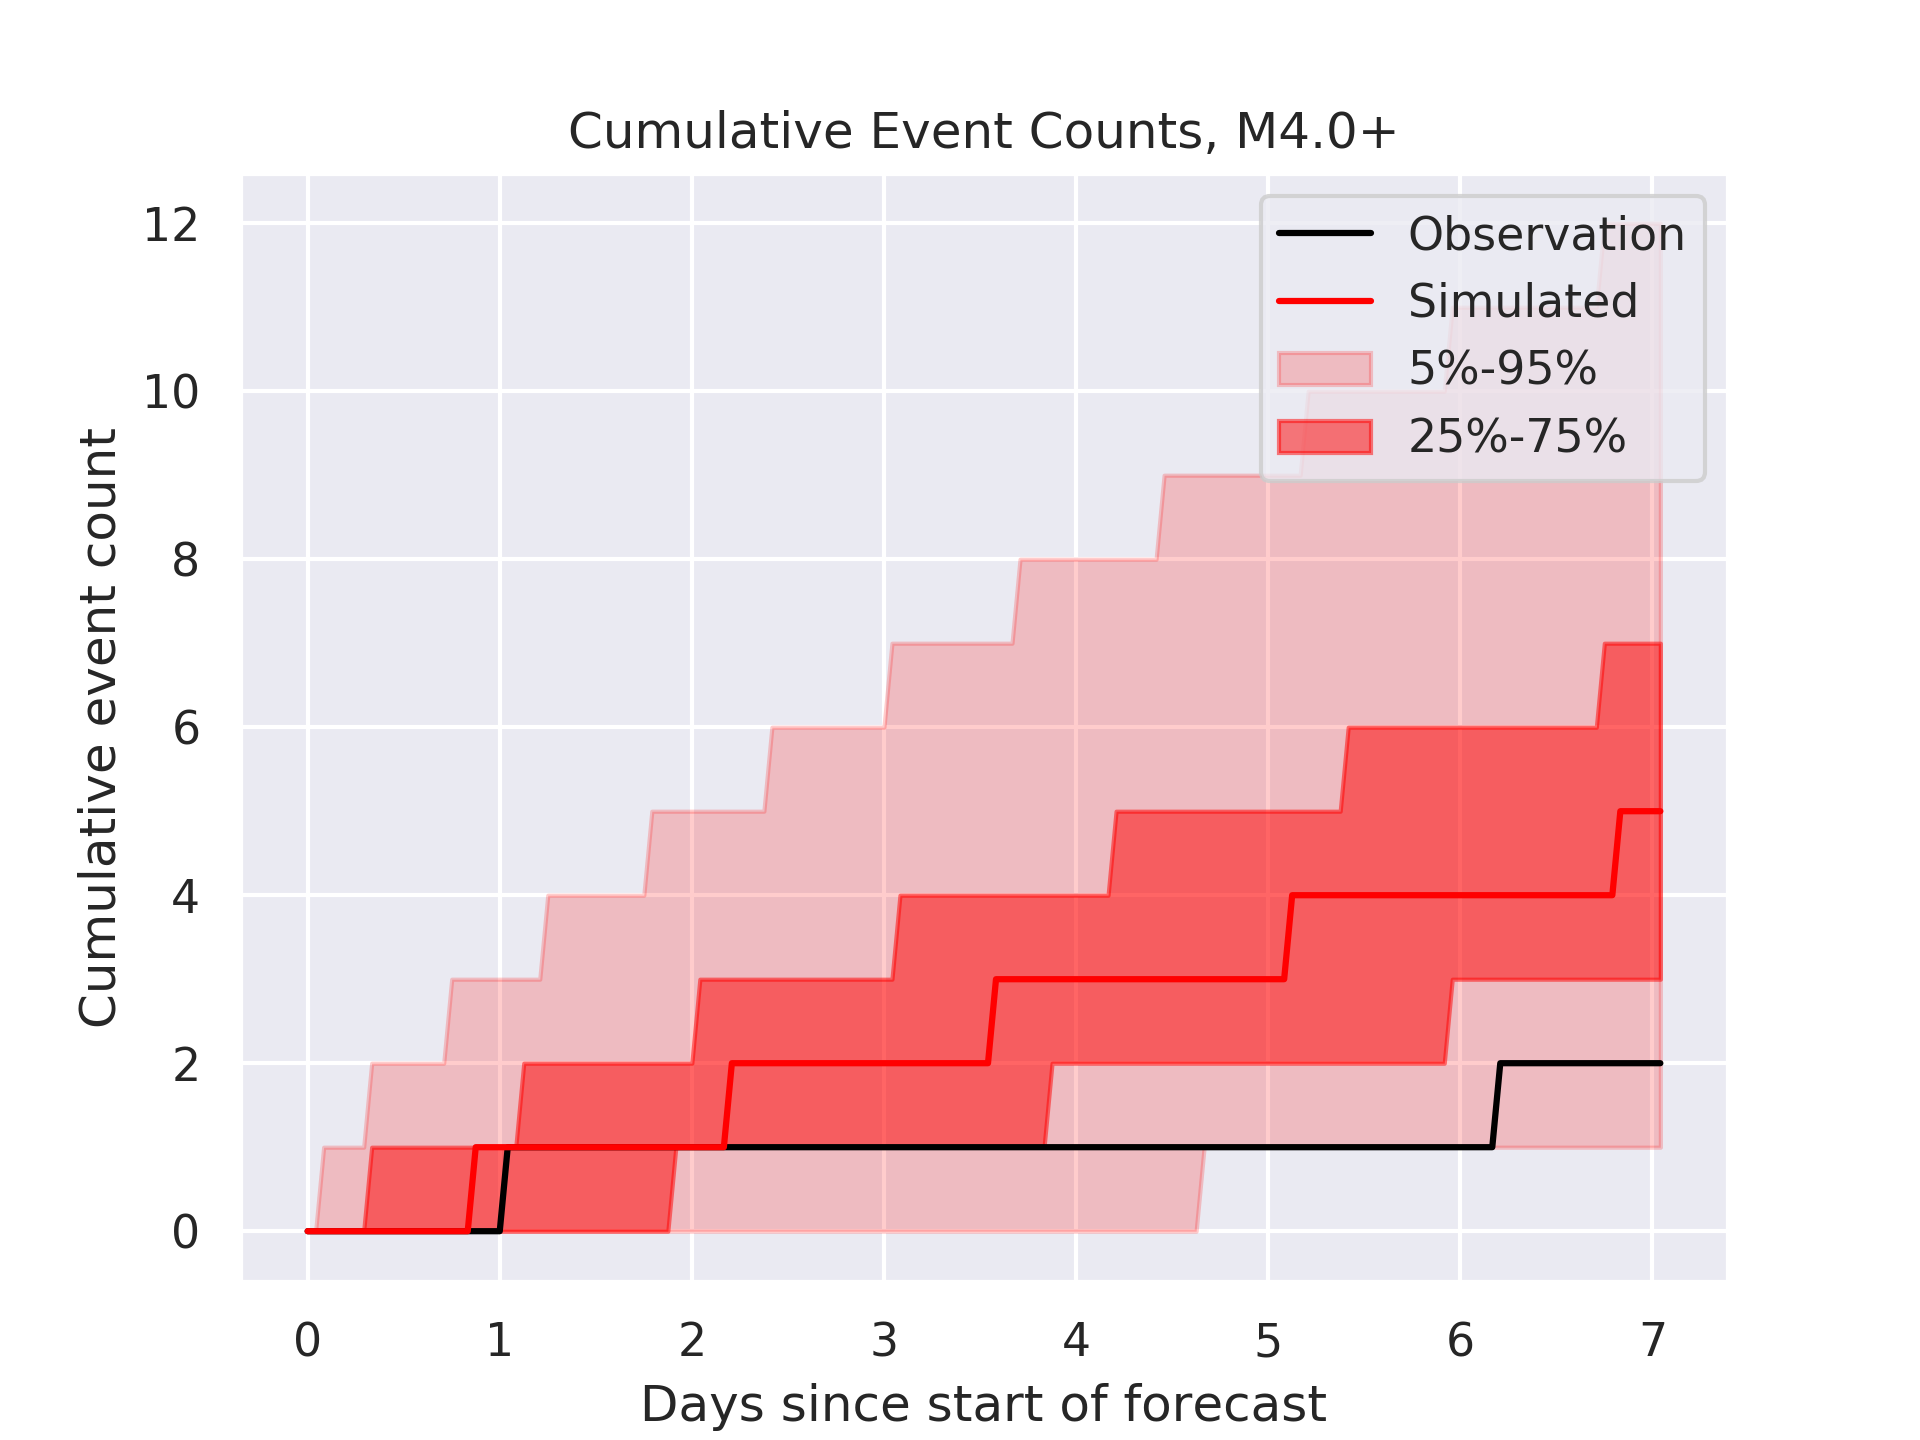 Cumulative Event Counts, M4.0+
Observation
Simulated
5%-95%
25%-75%
Cumulative event count
12
10
8
6
4
2
0
0 1 2 3 4 5 6 7
Days since start of forecast